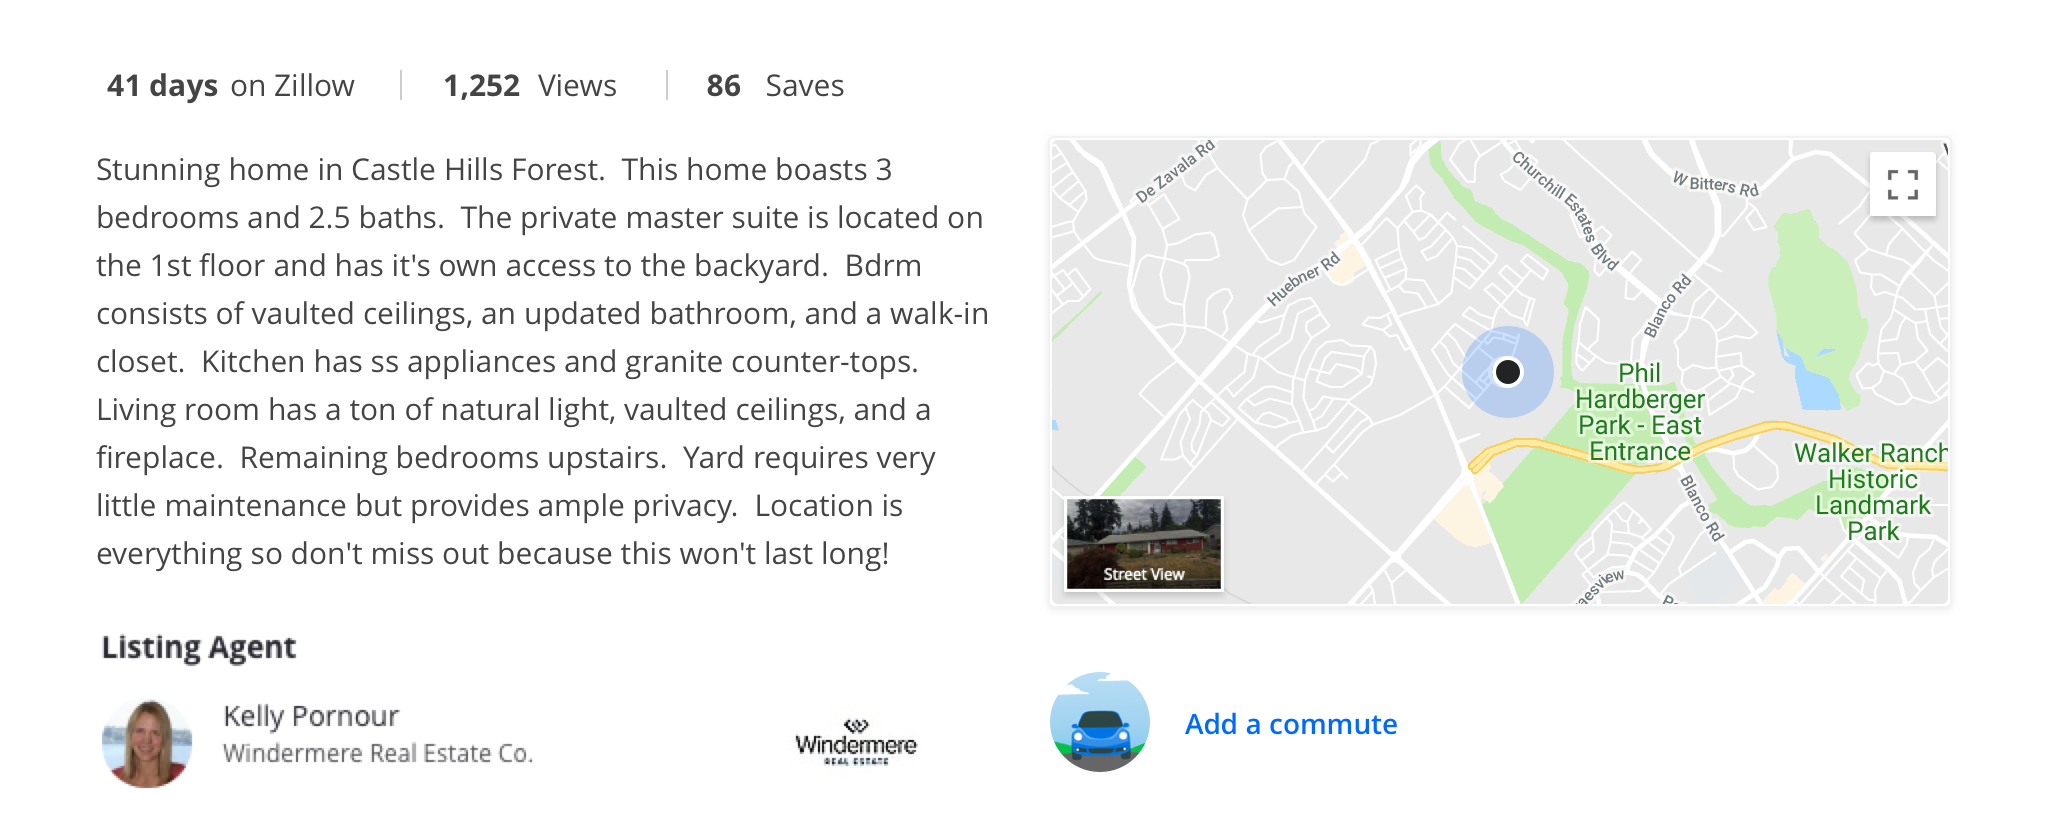 41 days on Zillow 1,252 Views 86 Saves
Stunning home in Castle Hills Forest.  This home boasts 3
bedrooms and 2.5 baths.  The private master suite is located on
the 1st floor and has it's own access to the backyard.  Bdrm
consists of vaulted ceilings, an updated bathroom, and a walk-in
closet.  Kitchen has ss appliances and granite counter-tops.
Living room has a ton of natural light, vaulted ceilings, and a
fireplace.  Remaining bedrooms upstairs.  Yard requires very
little maintenance but provides ample privacy.  Location is
everything so don't miss out because this won't last long!
Listing Agent
Kelly Pornour
Windermere Real Estate Co.
Windermere
REAL ESTATE
De Zavala Rd
Churchill Estates Blvd
W Bitters Rd
Huebner Rd
Blanco Rd
Phil
Hardberger
Park - East
Entrance
Walker Ranch
Historic
Landmark
Park
Blanco Rd
Street View
Add a commute